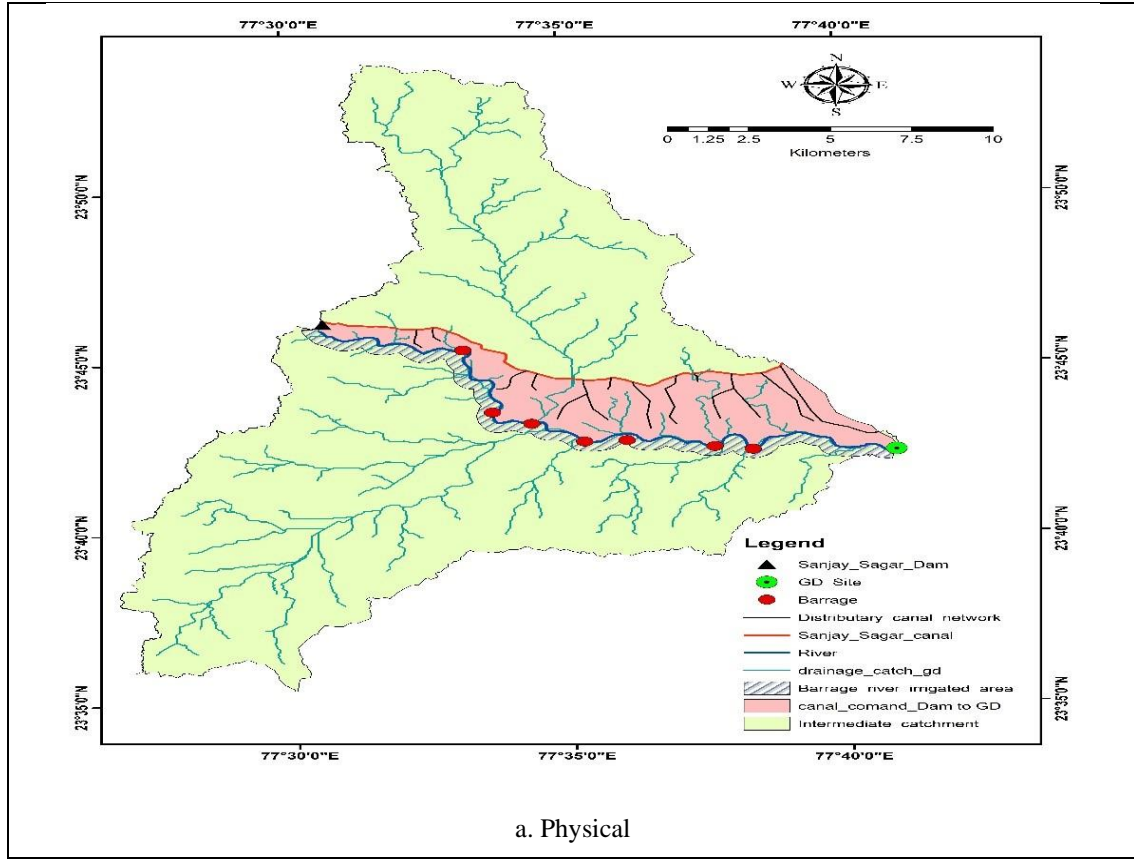 77°30'0"E 77°35'0"E 77°40'0"E
N
W E
S
0 1.25 2.5 5 7.5 10
Kilometers
23°50'0"N 23°50'0"N
23°45'0"N 23°45'0"N
23°40'0"N 23°40'0"N
23°35'0"N 23°35'0"N
Legend
Sanjay_Sagar_Dam
GD Site
Barrage
Distributary canal network
Sanjay_Sagar_canal
River
drainage_catch_gd
Barrage river irrigated area
canal_comand_Dam to GD
Intermediate catchment
77°30'0"E 77°35'0"E 77°40'0"E
a. Physical